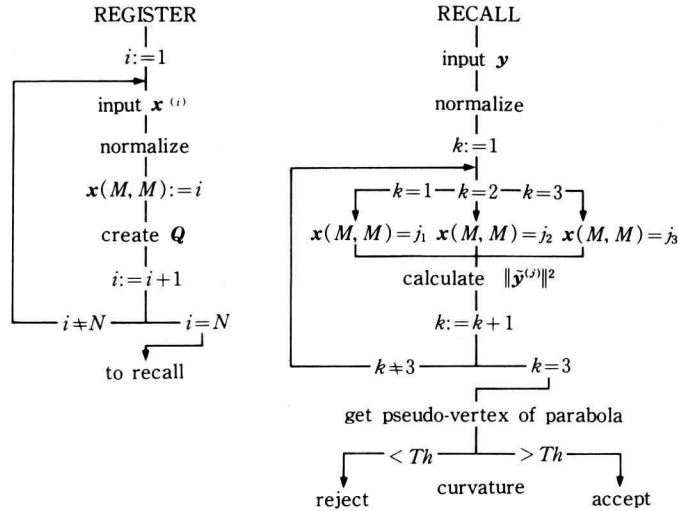 REGISTER
i:=1
input x^(i)
normalize
x(M, M):=i
create Q
i:=i+1
i≠N
i=N
to recall
RECALL
input y
normalize
k:=1
k=1 k=2 k=3
x(M, M)=j₁ x(M, M)=j₂ x(M, M)=j₃
calculate ‖ỹ^(j)‖²
k:=k+1
k≠3
k=3
get pseudo-vertex of parabola
< Th
> Th
curvature
reject
accept